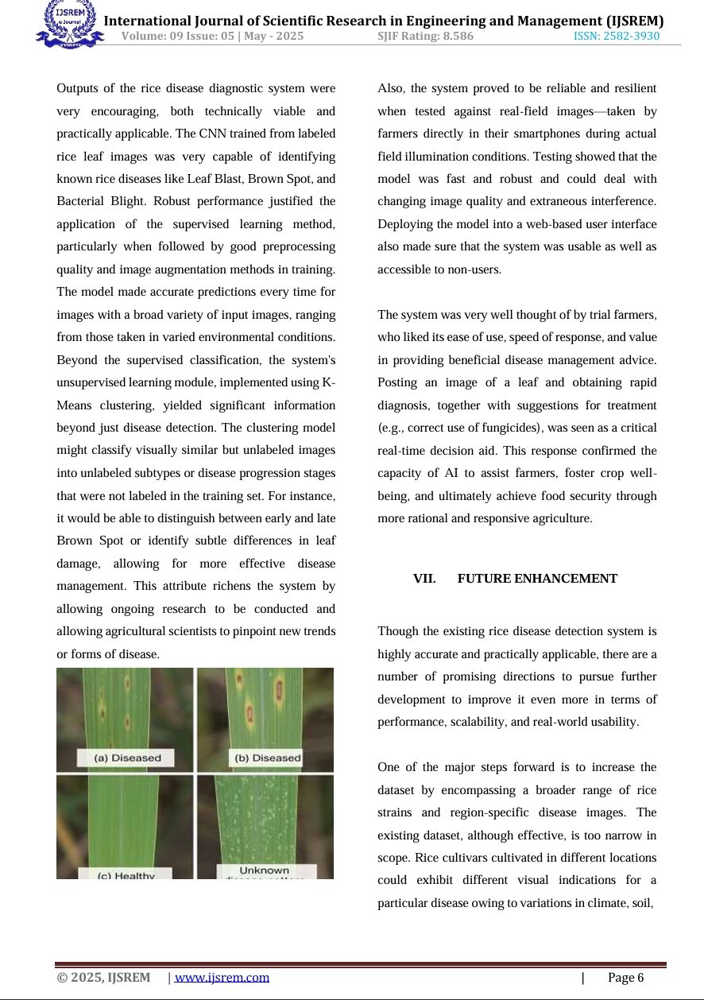 IJSREM
e-Journal
International Journal of Scientific Research in Engineering and Management (IJSREM)
Volume: 09 Issue: 05 | May - 2025 SJIF Rating: 8.586 ISSN: 2582-3930
Outputs of the rice disease diagnostic system were
very encouraging, both technically viable and
practically applicable. The CNN trained from labeled
rice leaf images was very capable of identifying
known rice diseases like Leaf Blast, Brown Spot, and
Bacterial Blight. Robust performance justified the
application of the supervised learning method,
particularly when followed by good preprocessing
quality and image augmentation methods in training.
The model made accurate predictions every time for
images with a broad variety of input images, ranging
from those taken in varied environmental conditions.
Beyond the supervised classification, the system's
unsupervised learning module, implemented using K-
Means clustering, yielded significant information
beyond just disease detection. The clustering model
might classify visually similar but unlabeled images
into unlabeled subtypes or disease progression stages
that were not labeled in the training set. For instance,
it would be able to distinguish between early and late
Brown Spot or identify subtle differences in leaf
damage, allowing for more effective disease
management. This attribute richens the system by
allowing ongoing research to be conducted and
allowing agricultural scientists to pinpoint new trends
or forms of disease.
(a) Diseased
(b) Diseased
(c) Healthy
Unknown
Also, the system proved to be reliable and resilient
when tested against real-field images—taken by
farmers directly in their smartphones during actual
field illumination conditions. Testing showed that the
model was fast and robust and could deal with
changing image quality and extraneous interference.
Deploying the model into a web-based user interface
also made sure that the system was usable as well as
accessible to non-users.
The system was very well thought of by trial farmers,
who liked its ease of use, speed of response, and value
in providing beneficial disease management advice.
Posting an image of a leaf and obtaining rapid
diagnosis, together with suggestions for treatment
(e.g., correct use of fungicides), was seen as a critical
real-time decision aid. This response confirmed the
capacity of AI to assist farmers, foster crop well-
being, and ultimately achieve food security through
more rational and responsive agriculture.
VII. FUTURE ENHANCEMENT
Though the existing rice disease detection system is
highly accurate and practically applicable, there are a
number of promising directions to pursue further
development to improve it even more in terms of
performance, scalability, and real-world usability.
One of the major steps forward is to increase the
dataset by encompassing a broader range of rice
strains and region-specific disease images. The
existing dataset, although effective, is too narrow in
scope. Rice cultivars cultivated in different locations
could exhibit different visual indications for a
particular disease owing to variations in climate, soil,
© 2025, IJSREM | www.ijsrem.com | Page 6